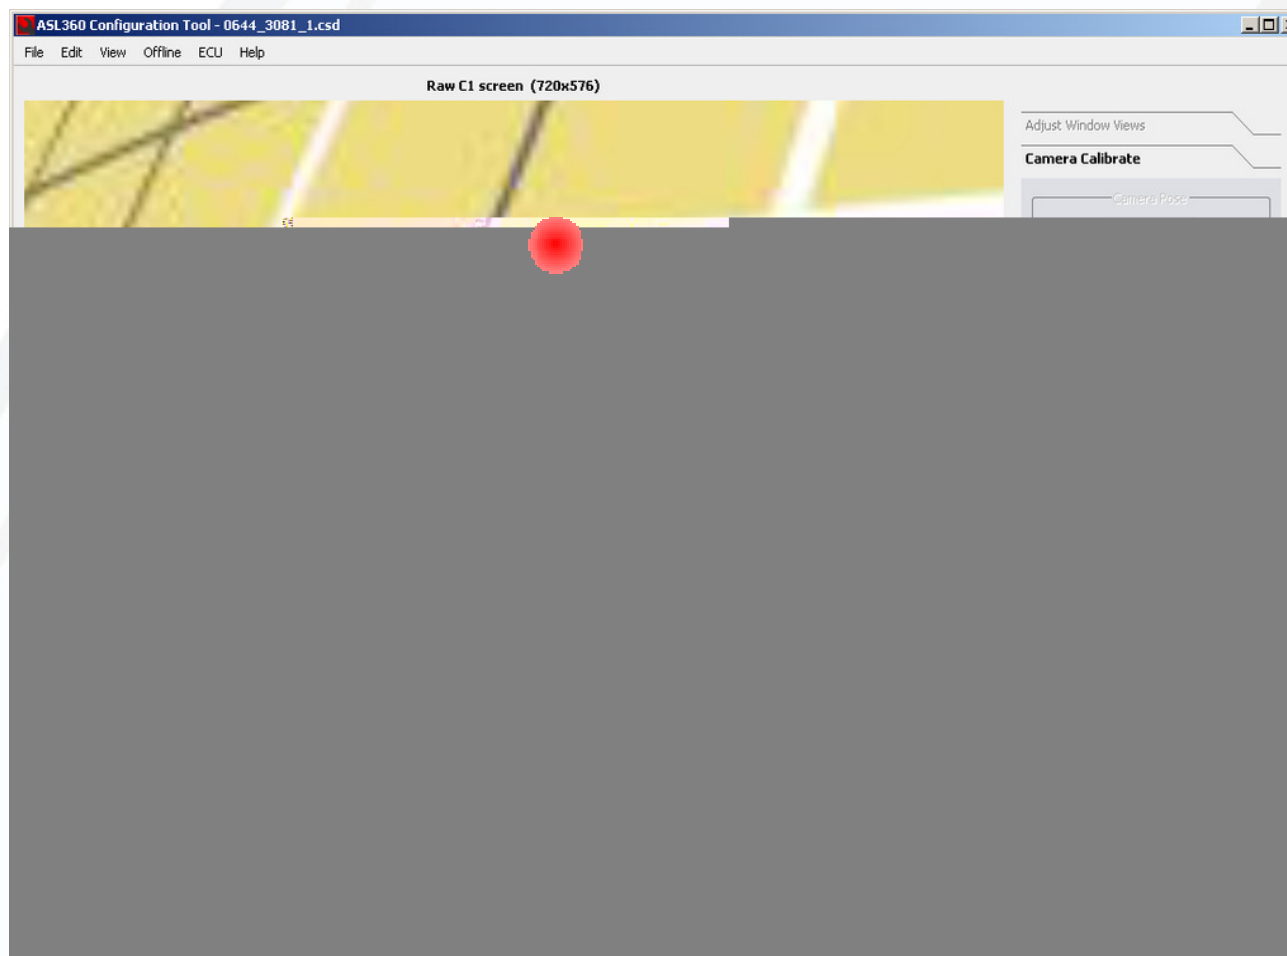 ASL360 Configuration Tool - 0644_3081_1.csd
File Edit View Offline ECU Help
Raw C1 screen (720x576)
Adjust Window Views
Camera Calibrate
Camera Pose